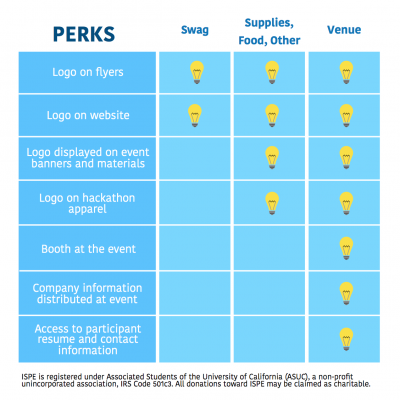 PERKS
Swag
Supplies,
Food, Other
Venue
Logo on flyers
Logo on website
Logo displayed on event
banners and materials
Logo on hackathon
apparel
Booth at the event
Company information
distributed at event
Access to participant
resume and contact
information
ISPE is registered under Associated Students of the University of California (ASUC), a non-profit
unincorporated association, IRS Code 501c3. All donations toward ISPE may be claimed as charitable.